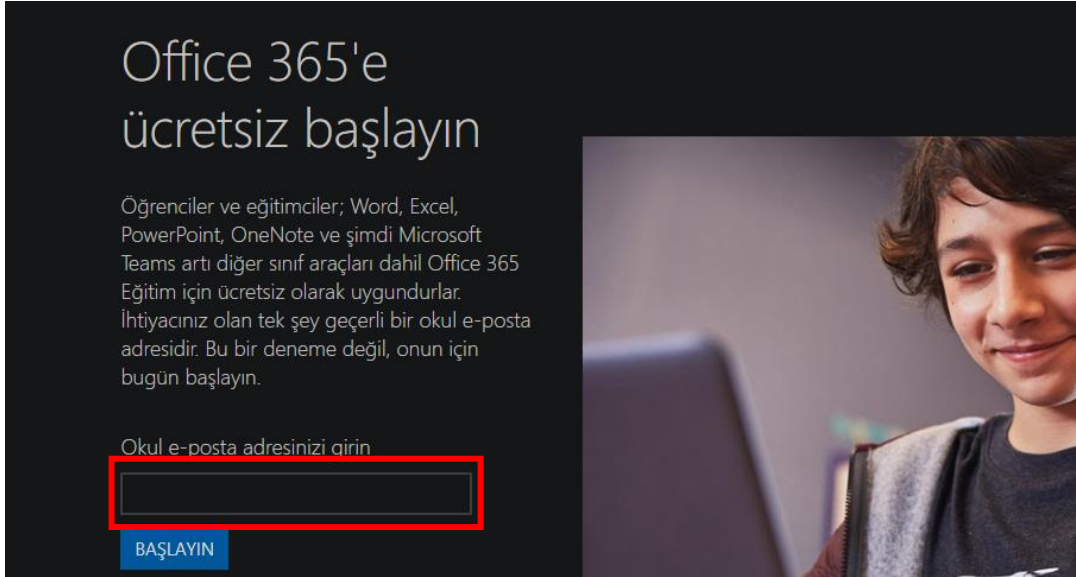 Office 365'e
ücretsiz başlayın
Öğrenciler ve eğitimciler; Word, Excel,
PowerPoint, OneNote ve şimdi Microsoft
Teams artı diğer sınıf araçları dahil Office 365
Eğitim için ücretsiz olarak uygundurlar.
İhtiyacınız olan tek şey geçerli bir okul e-posta
adresidir. Bu bir deneme değil, onun için
bugün başlayın.
Okul e-posta adresinizi girin
BAŞLAYIN